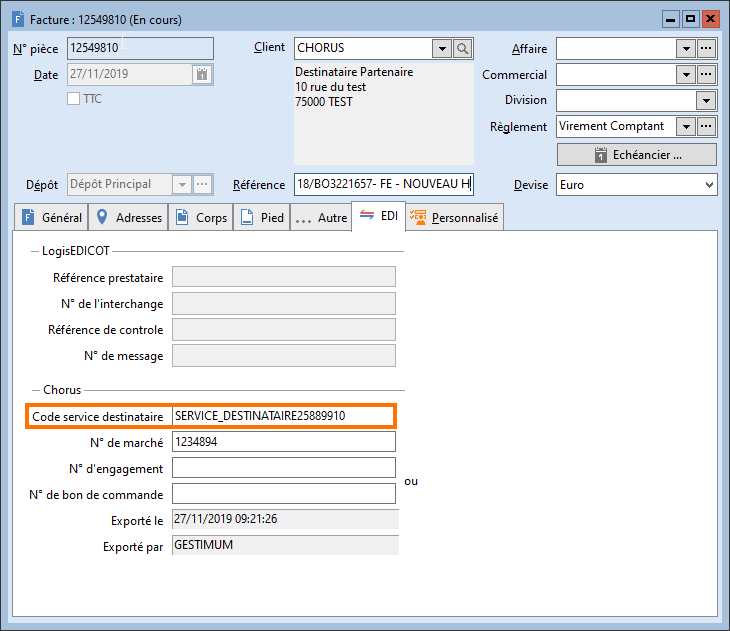 Facture : 12549810 (En cours)
N° pièce 12549810
Client CHORUS
Affaire
Date 27/11/2019
Destinataire Partenaire
10 rue du test
75000 TEST
Commercial
TTC
Division
Règlement Virement Comptant
Echéancier ...
Dépôt Dépôt Principal
Référence 18/BO3221657- FE - NOUVEAU H
Devise Euro
Général Adresses Corps Pied Autre EDI Personnalisé
LogisEDICOT
Référence prestataire
N° de l'interchange
Référence de controle
N° de message
Chorus
Code service destinataire SERVICE_DESTINATAIRE25889910
N° de marché 1234894
N° d'engagement
ou
N° de bon de commande
Exporté le 27/11/2019 09:21:26
Exporté par GESTIMUM